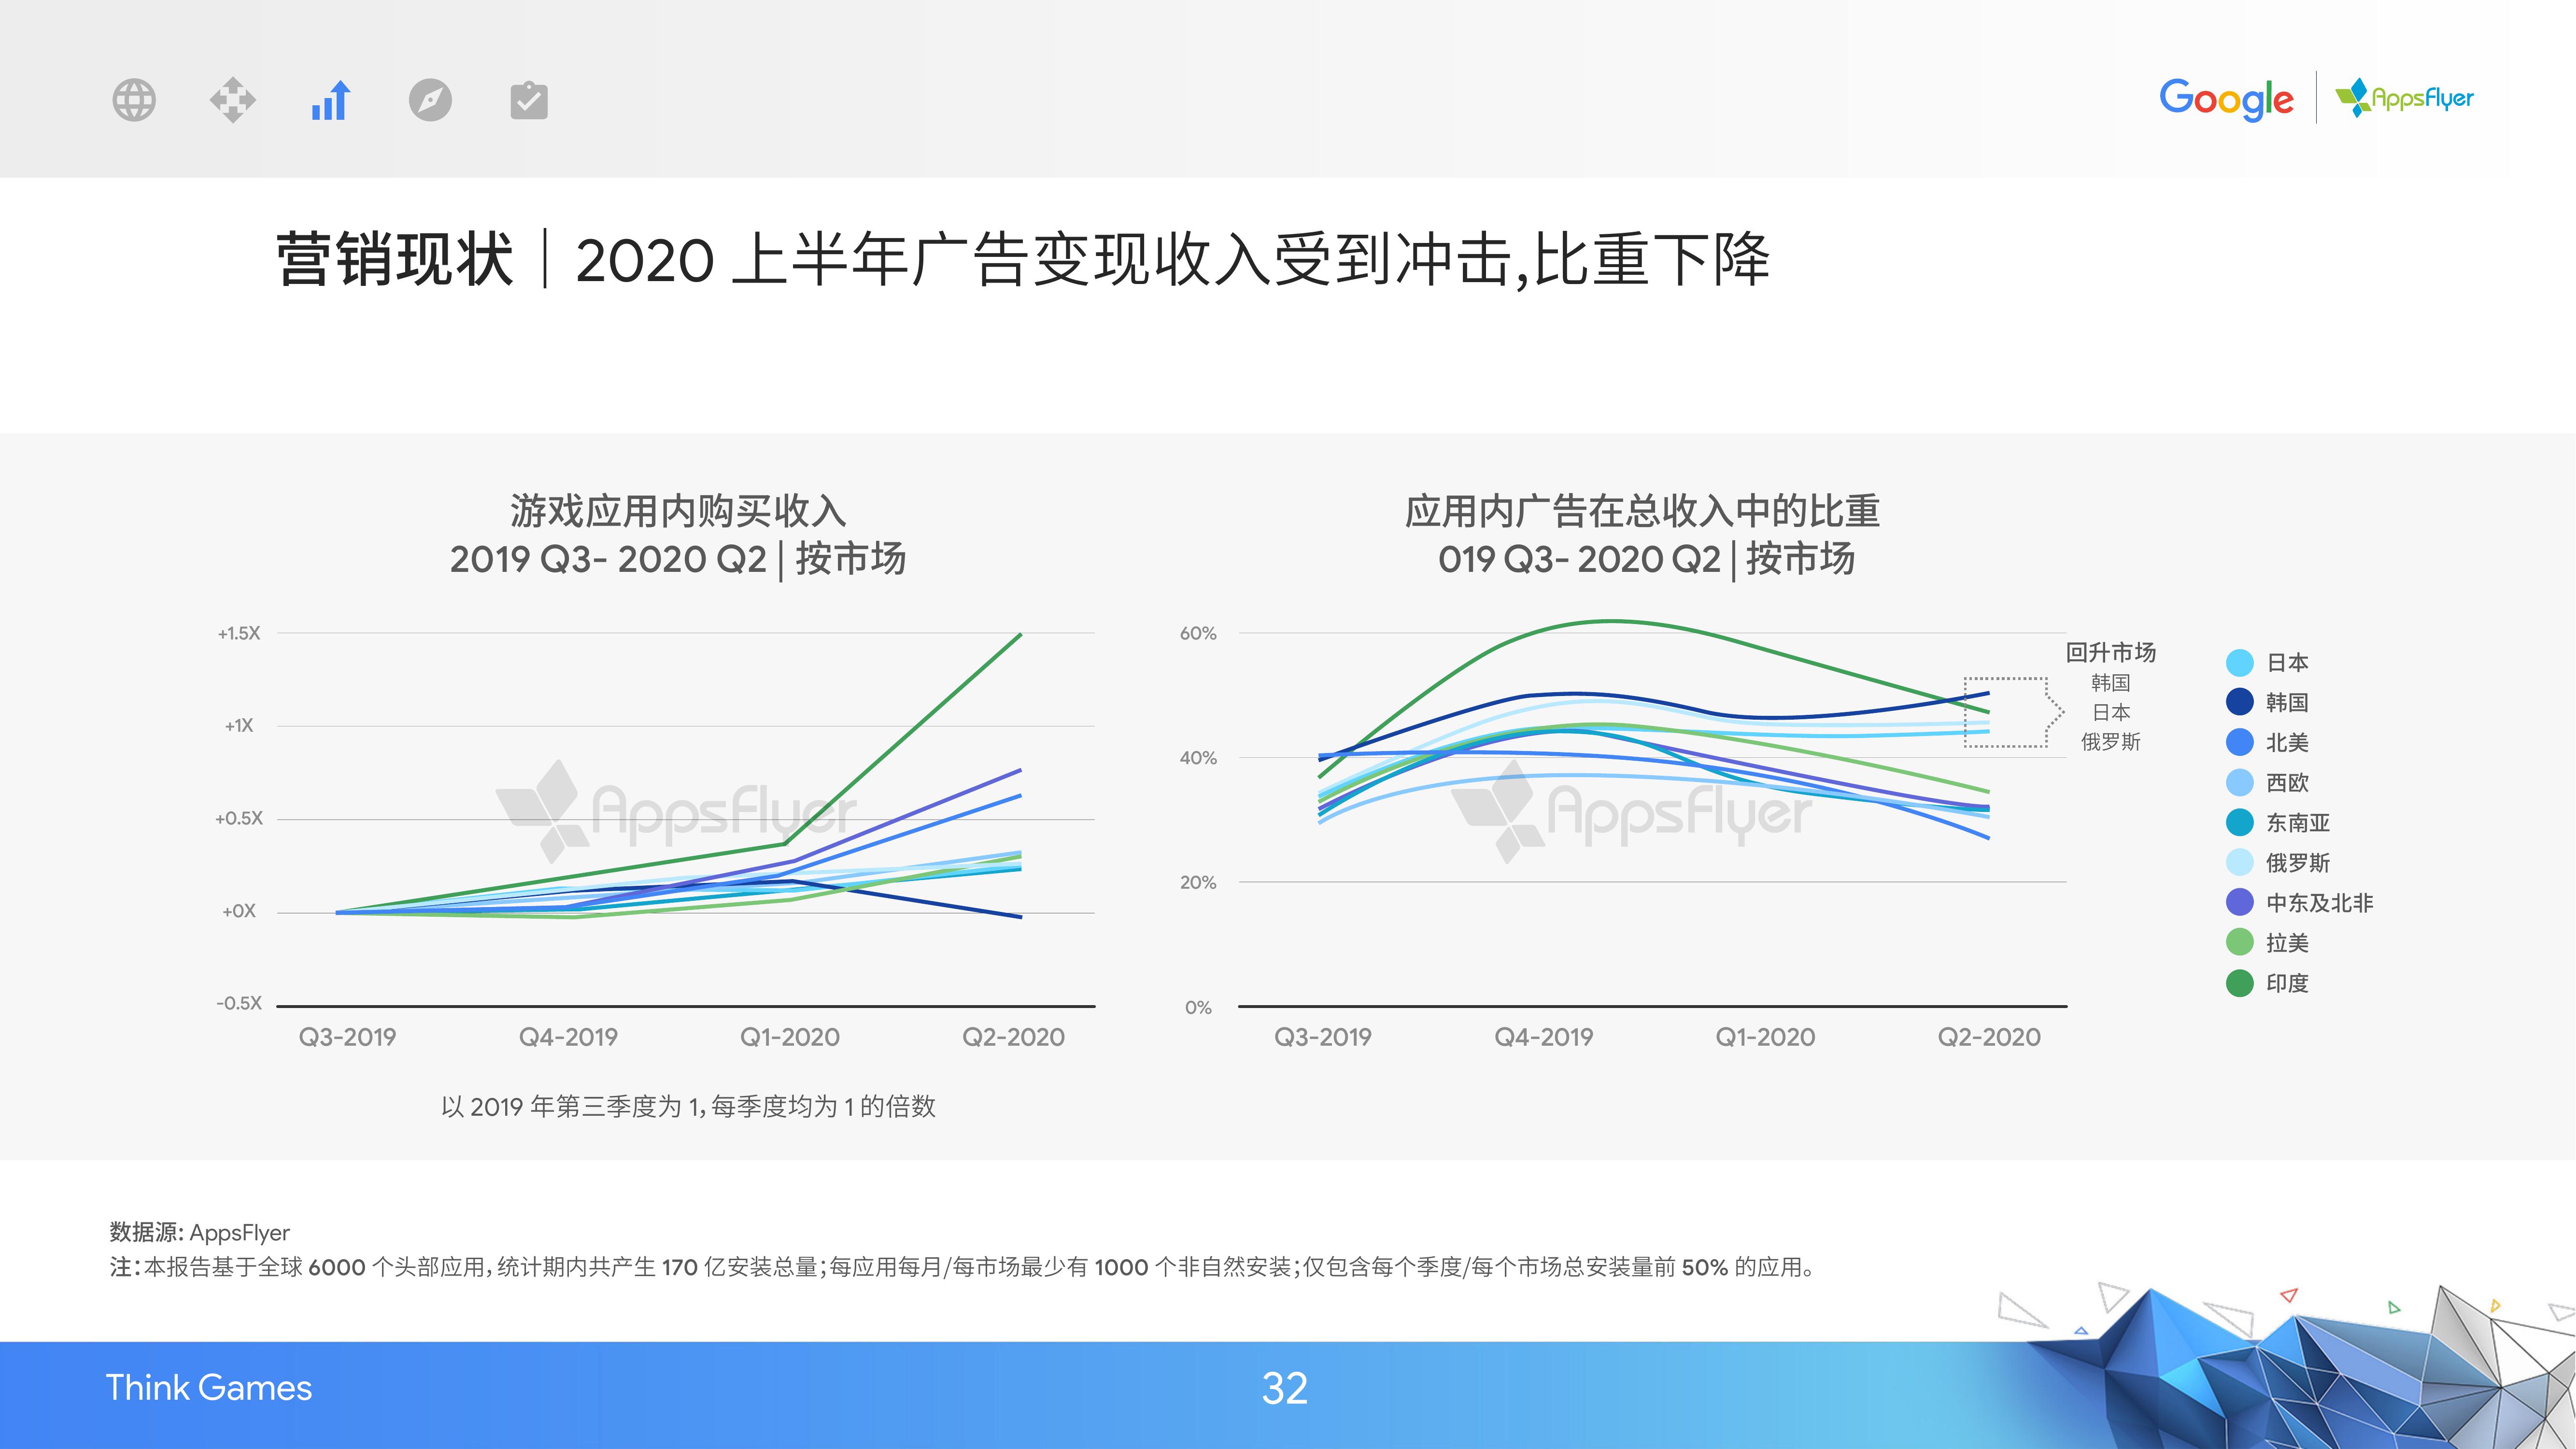 Google | AppsFlyer
营销现状｜2020 上半年广告变现收入受到冲击,比重下降
游戏应用内购买收入
2019 Q3- 2020 Q2 | 按市场
+1.5X
+1X
+0.5X
+0X
-0.5X
AppsFlyer
Q3-2019 Q4-2019 Q1-2020 Q2-2020
以 2019 年第三季度为 1，每季度均为 1 的倍数
应用内广告在总收入中的比重
019 Q3- 2020 Q2 | 按市场
60%
40%
20%
0%
AppsFlyer
Q3-2019 Q4-2019 Q1-2020 Q2-2020
回升市场
韩国
日本
俄罗斯
日本
韩国
北美
西欧
东南亚
俄罗斯
中东及北非
拉美
印度
数据源: AppsFlyer
注：本报告基于全球 6000 个头部应用，统计期内共产生 170 亿安装总量；每应用每月/每市场最少有 1000 个非自然安装；仅包含每个季度/每个市场总安装量前 50% 的应用。
Think Games
32